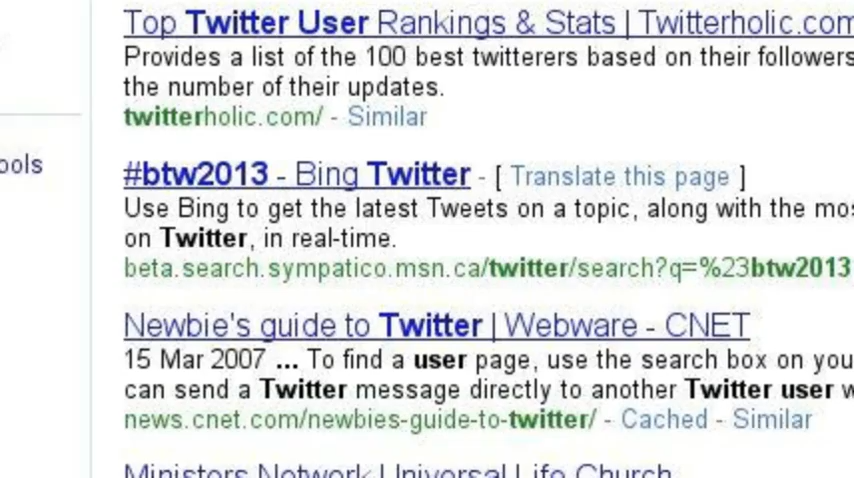 Top Twitter User Rankings & Stats | Twitterholic.com
Provides a list of the 100 best twitterers based on their followers
the number of their updates.
twitterholic.com/ - Similar
ools
#btw2013 - Bing Twitter - [ Translate this page ]
Use Bing to get the latest Tweets on a topic, along with the mos
on Twitter, in real-time.
beta.search.sympatico.msn.ca/twitter/search?q=%23btw2013
Newbie's guide to Twitter | Webware - CNET
15 Mar 2007 ... To find a user page, use the search box on you
can send a Twitter message directly to another Twitter user w
news.cnet.com/newbies-guide-to-twitter/ - Cached - Similar
Ministers Network | Universal Life Church